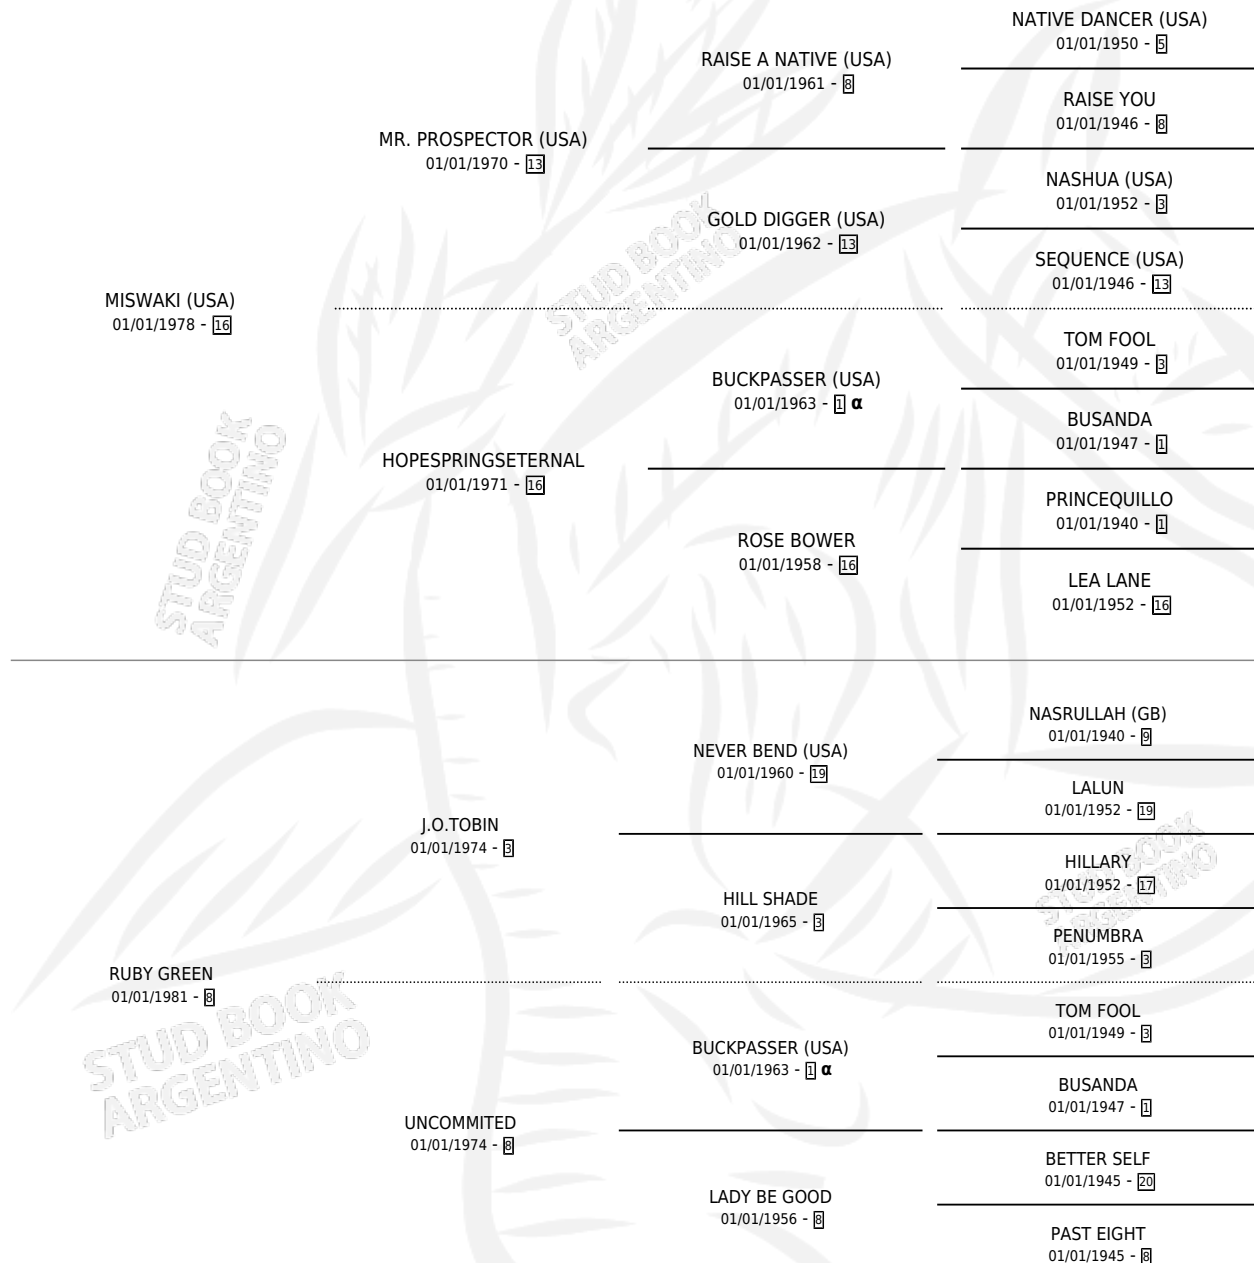 NATIVE DANCER (USA)
01/01/1950 - 5
RAISE A NATIVE (USA)
01/01/1961 - 8
RAISE YOU
01/01/1946 - 8
MR. PROSPECTOR (USA)
01/01/1970 - 13
NASHUA (USA)
01/01/1952 - 3
GOLD DIGGER (USA)
01/01/1962 - 13
SEQUENCE (USA)
01/01/1946 - 13
MISWAKI (USA)
01/01/1978 - 16
TOM FOOL
01/01/1949 - 3
BUCKPASSER (USA)
01/01/1963 - 1 α
BUSANDA
01/01/1947 - 1
HOPESPRINGSETERNAL
01/01/1971 - 16
PRINCEQUILLO
01/01/1940 - 1
ROSE BOWER
01/01/1958 - 16
LEA LANE
01/01/1952 - 16
NASRULLAH (GB)
01/01/1940 - 9
NEVER BEND (USA)
01/01/1960 - 19
LALUN
01/01/1952 - 19
J.O.TOBIN
01/01/1974 - 3
HILLARY
01/01/1952 - 17
HILL SHADE
01/01/1965 - 3
PENUMBRA
01/01/1955 - 3
RUBY GREEN
01/01/1981 - 8
TOM FOOL
01/01/1949 - 3
BUCKPASSER (USA)
01/01/1963 - 1 α
BUSANDA
01/01/1947 - 1
UNCOMMITED
01/01/1974 - 8
BETTER SELF
01/01/1945 - 20
LADY BE GOOD
01/01/1956 - 8
PAST EIGHT
01/01/1945 - 8
STUD BOOK
ARGENTINO
STUD BOOK
ARGENTINO
STUD BOOK
ARGENTINO
STUD BOOK
ARGENTINO